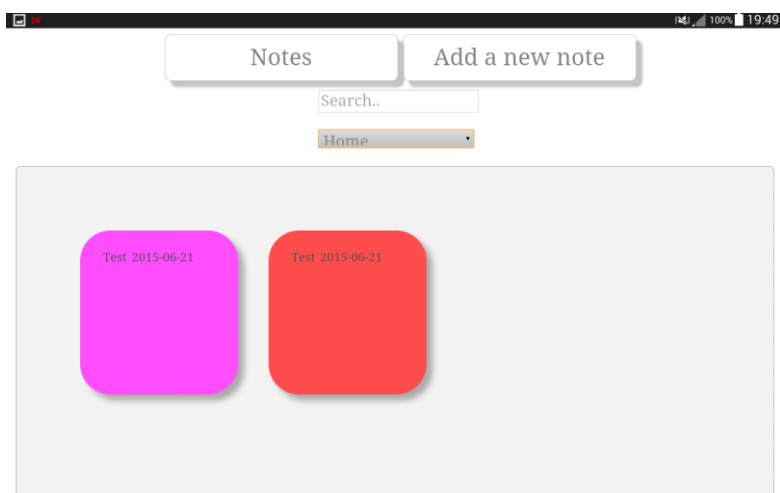 100% 19:49
Notes Add a new note
Search..
Home
Test 2015-06-21 Test 2015-06-21